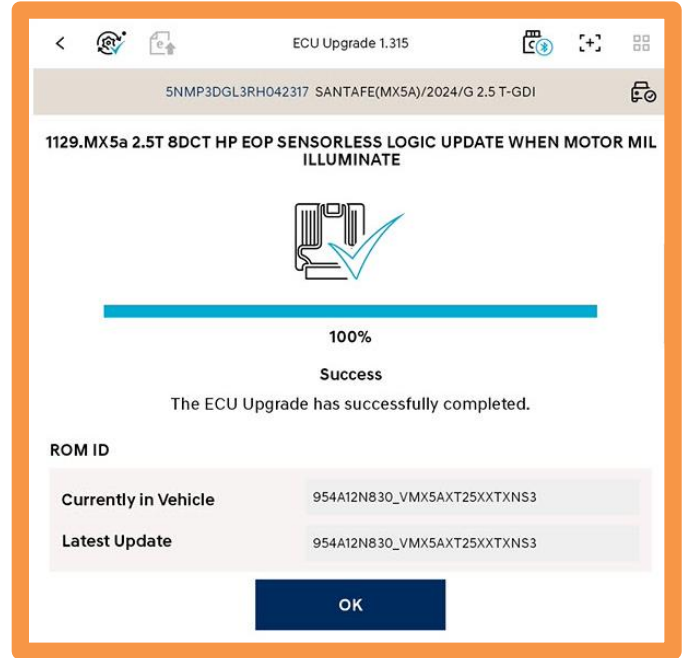 ECU Upgrade 1.315
5NMP3DGL3RH042317 SANTAFE(MX5A)/2024/G 2.5 T-GDI
1129.MX5a 2.5T 8DCT HP EOP SENSORLESS LOGIC UPDATE WHEN MOTOR MIL
ILLUMINATE
100%
Success
The ECU Upgrade has successfully completed.
ROM ID
Currently in Vehicle 954A12N830_VMX5AXT25XXTXNS3
Latest Update 954A12N830_VMX5AXT25XXTXNS3
OK